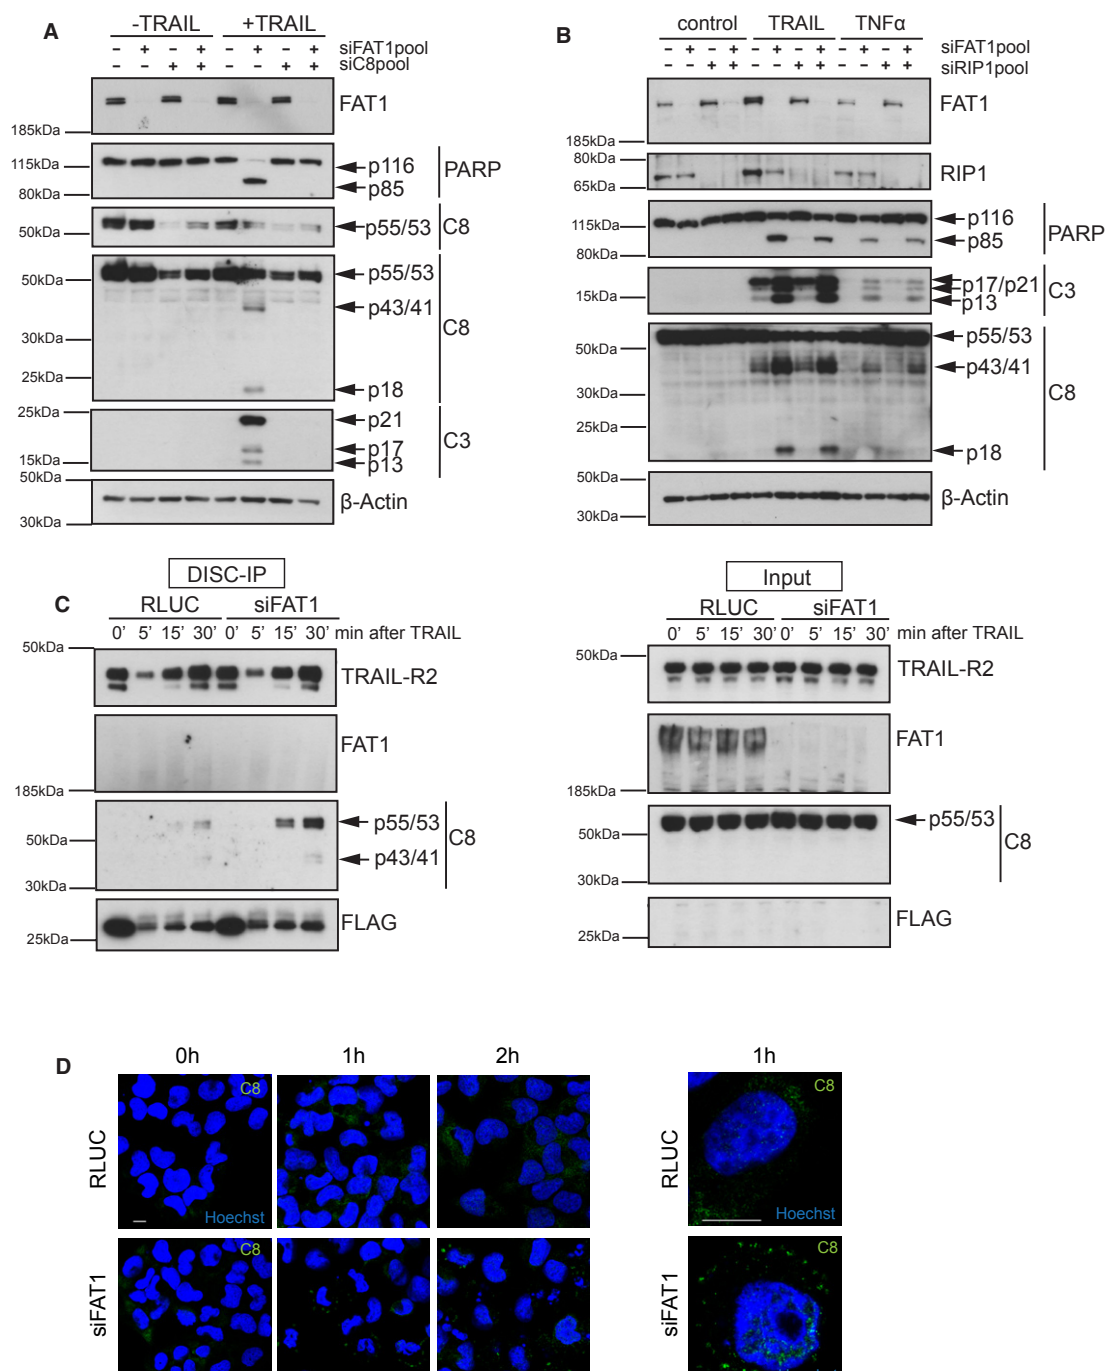 A
-TRAIL +TRAIL
– + – + – + – + siFAT1pool
– – + + – – + + siC8pool
FAT1
185kDa
115kDa
80kDa
p116
p85
PARP
50kDa
p55/53
C8
50kDa
30kDa
25kDa
20kDa
p55/53
p43/41
p18
C8
25kDa
15kDa
p21
p17
p13
C3
50kDa
30kDa
β-Actin
B
control TRAIL TNFα
– + – + – + – + – + – + siFAT1pool
– – + + – – + + – – + + siRIP1pool
FAT1
185kDa
80kDa
65kDa
RIP1
115kDa
80kDa
p116
p85
PARP
15kDa
p17/p21
p13
C3
50kDa
30kDa
25kDa
p55/53
p43/41
p18
C8
50kDa
30kDa
β-Actin
C
DISC-IP
RLUC siFAT1
0' 5' 15' 30' 0' 5' 15' 30' min after TRAIL
50kDa
TRAIL-R2
FAT1
185kDa
50kDa
30kDa
p55/53
p43/41
C8
25kDa
FLAG
Input
RLUC siFAT1
0' 5' 15' 30' 0' 5' 15' 30' min after TRAIL
50kDa
TRAIL-R2
FAT1
185kDa
50kDa
30kDa
p55/53
C8
25kDa
FLAG
D
0h 1h 2h 1h
RLUC
C8
Hoechst
RLUC
C8
Hoechst
siFAT1
C8
siFAT1
C8